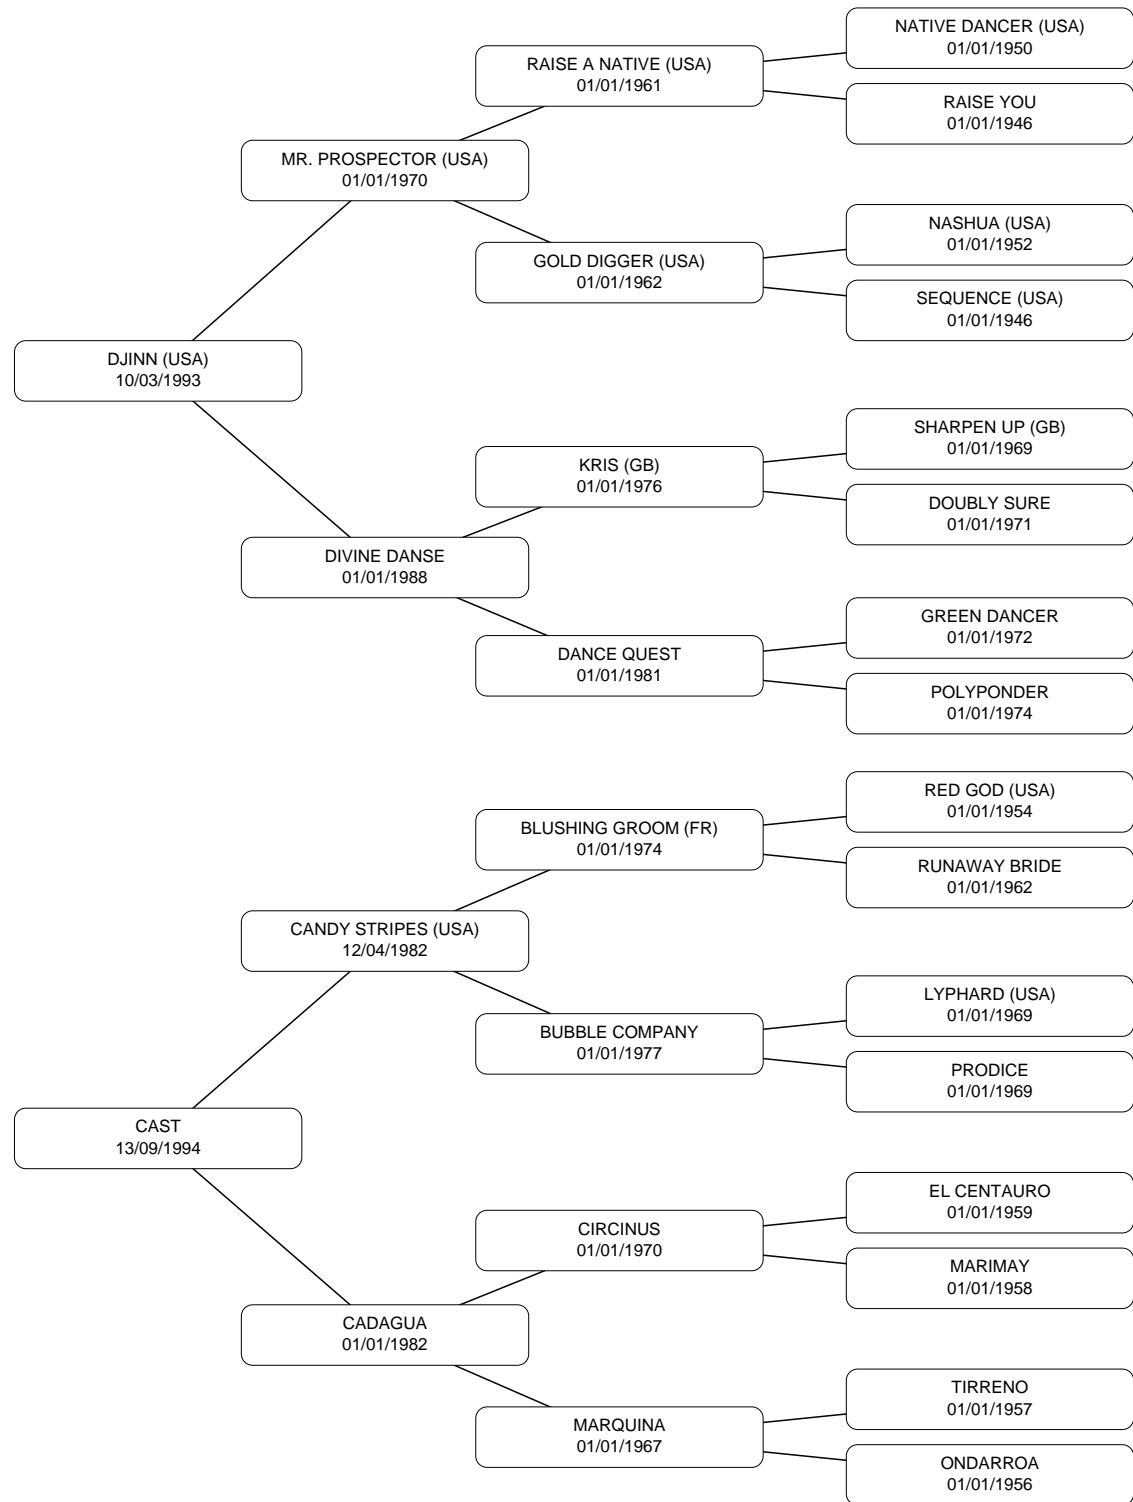 NATIVE DANCER (USA)
01/01/1950
RAISE A NATIVE (USA)
01/01/1961
RAISE YOU
01/01/1946
MR. PROSPECTOR (USA)
01/01/1970
NASHUA (USA)
01/01/1952
GOLD DIGGER (USA)
01/01/1962
SEQUENCE (USA)
01/01/1946
DJINN (USA)
10/03/1993
SHARPEN UP (GB)
01/01/1969
KRIS (GB)
01/01/1976
DOUBLY SURE
01/01/1971
DIVINE DANSE
01/01/1988
GREEN DANCER
01/01/1972
DANCE QUEST
01/01/1981
POLYPONDER
01/01/1974
RED GOD (USA)
01/01/1954
BLUSHING GROOM (FR)
01/01/1974
RUNAWAY BRIDE
01/01/1962
CANDY STRIPES (USA)
12/04/1982
LYPHARD (USA)
01/01/1969
BUBBLE COMPANY
01/01/1977
PRODICE
01/01/1969
CAST
13/09/1994
EL CENTAURO
01/01/1959
CIRCINUS
01/01/1970
MARIMAY
01/01/1958
CADAGUA
01/01/1982
TIRRENO
01/01/1957
MARQUINA
01/01/1967
ONDARROA
01/01/1956